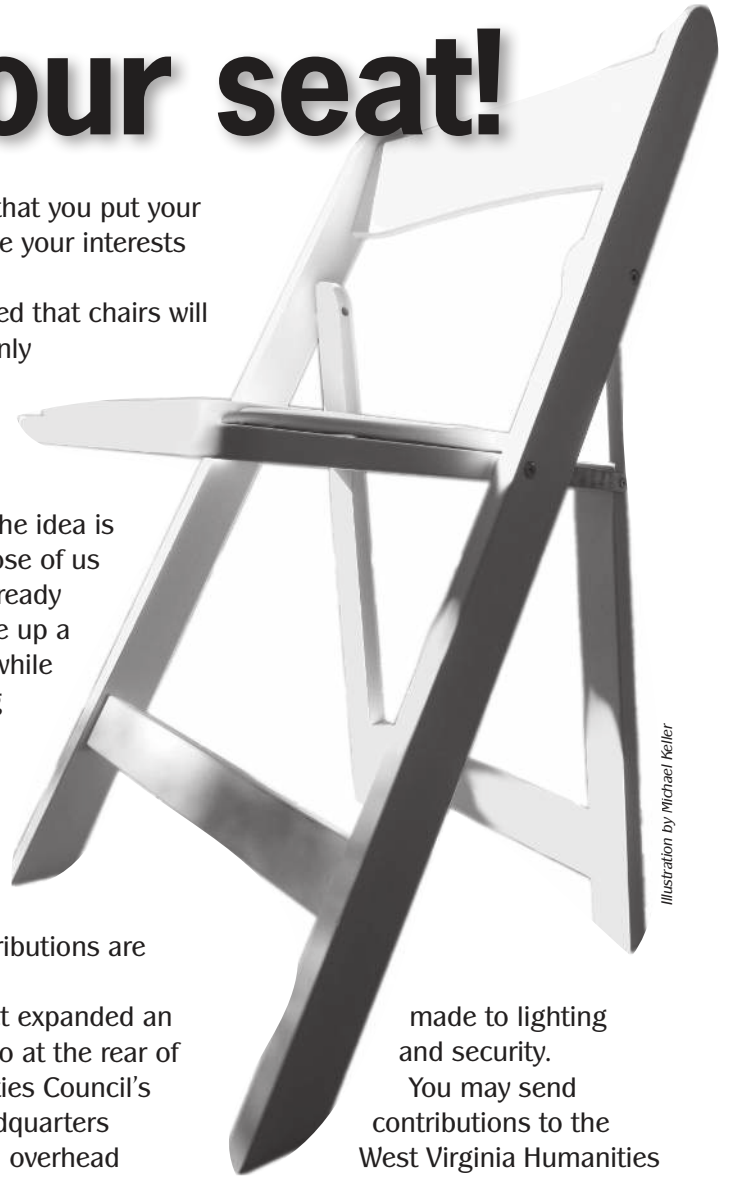 our seat!
that you put your
e your interests
ed that chairs will
nly
he idea is
ose of us
ready
e up a
while
g
ributions are
t expanded an
o at the rear of
ies Council's
dquarters
overhead
made to lighting
and security.
You may send
contributions to the
West Virginia Humanities
Illustration by Michael Keller